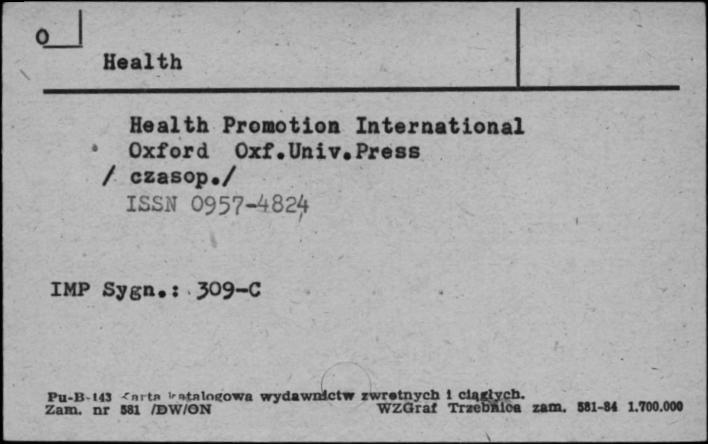 0
Health
Health Promotion International
Oxford Oxf.Univ.Press
/ czasop./
ISSN 0957-4824
IMP Sygn.: 309-C
Pu-B-143 Karta katalogowa wydawnictw zwrotnych i ciągłych.
Zam. nr 581 /DW/ON WZGraf Trzebnica zam. 581-84 1.700.000